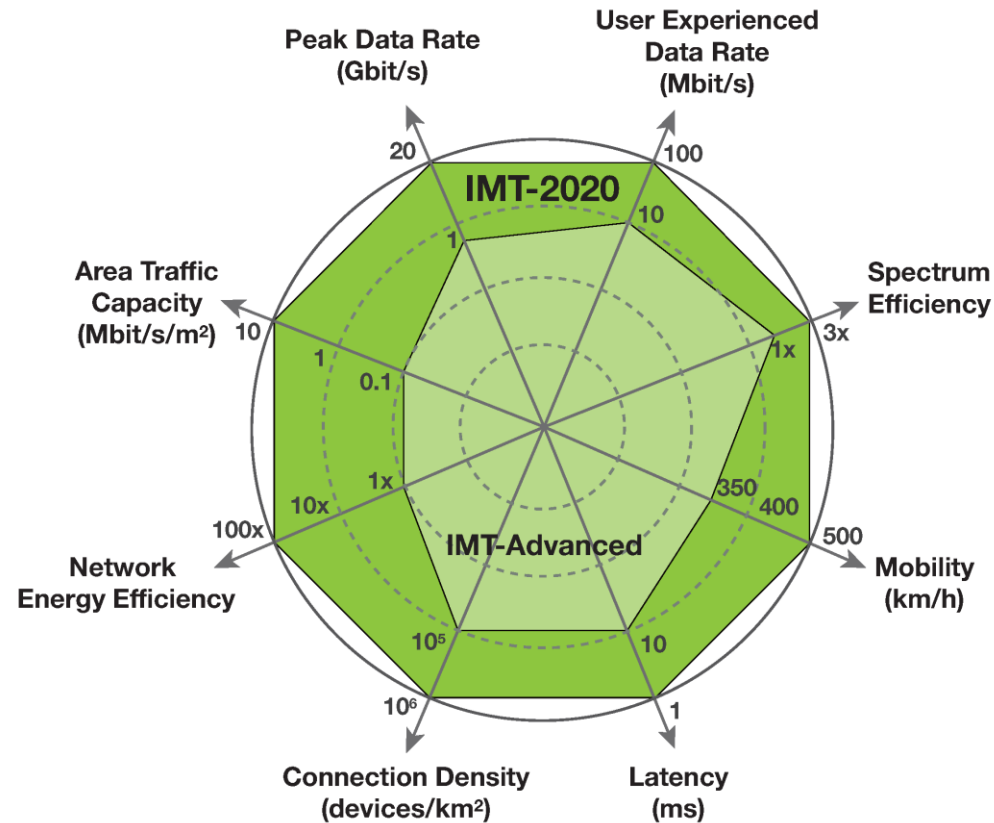 Peak Data Rate
(Gbit/s)
User Experienced
Data Rate
(Mbit/s)
20
100
IMT-2020
10
1
Area Traffic
Capacity
(Mbit/s/m²)
Spectrum
Efficiency
10
1
0.1
3x
1x
1x
10x
100x
350
400
500
Network
Energy Efficiency
IMT-Advanced
Mobility
(km/h)
10⁵
10
10⁶
1
Connection Density
(devices/km²)
Latency
(ms)